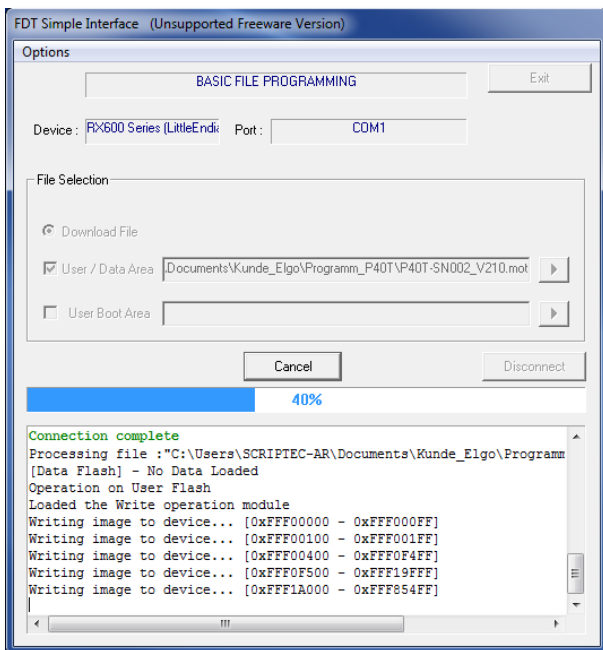 FDT Simple Interface (Unsupported Freeware Version)
Options
BASIC FILE PROGRAMMING
Exit
Device : RX600 Series (LittleEndia Port : COM1
File Selection
Download File
User / Data Area .Documents\Kunde_Elgo\Programm_P40T\P40T-SN002_V210.mot
User Boot Area
Cancel
Disconnect
40%
Connection complete
Processing file :"C:\Users\SCRIPTEC-AR\Documents\Kunde_Elgo\Programm
[Data Flash] - No Data Loaded
Operation on User Flash
Loaded the Write operation module
Writing image to device... [0xFFF00000 - 0xFFF000FF]
Writing image to device... [0xFFF00100 - 0xFFF001FF]
Writing image to device... [0xFFF00400 - 0xFFF0F4FF]
Writing image to device... [0xFFF0F500 - 0xFFF19FFF]
Writing image to device... [0xFFF1A000 - 0xFFF854FF]